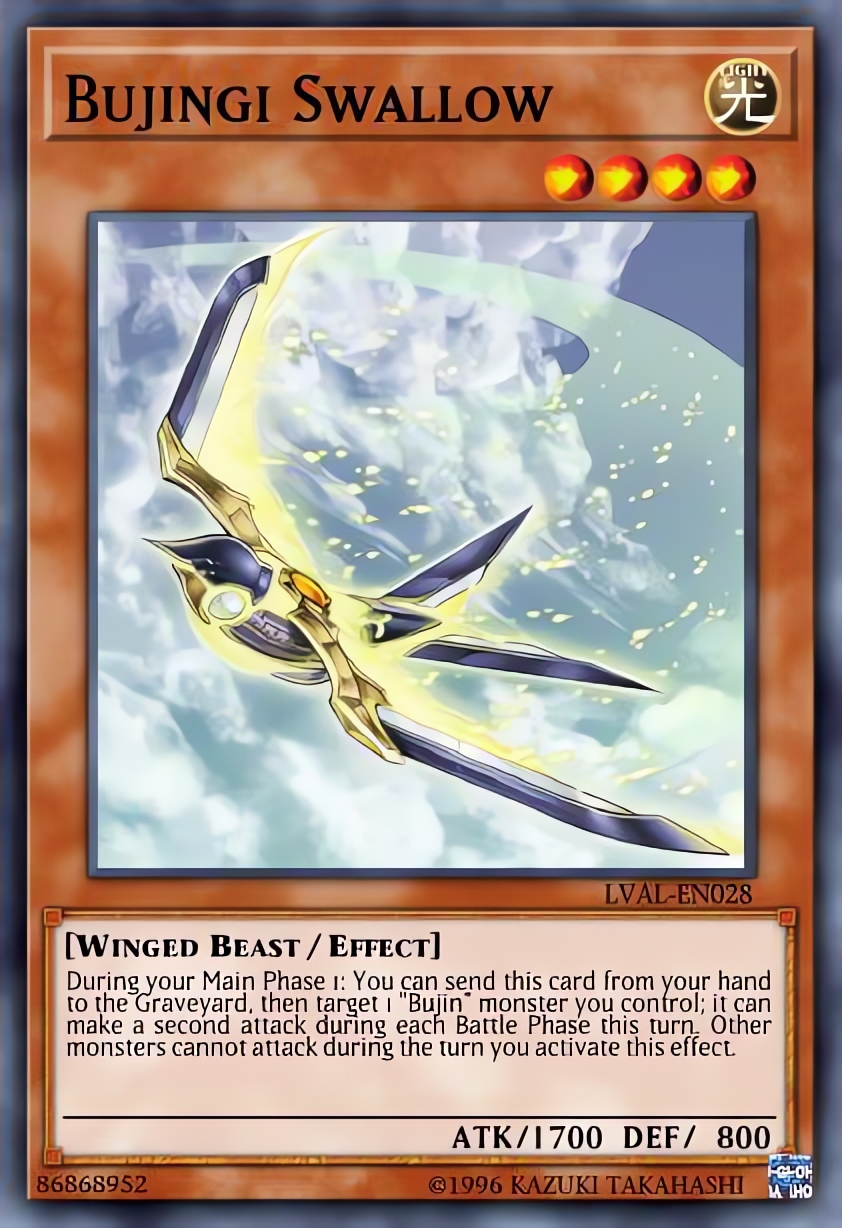 Bujingi Swallow
光
LVAL-EN028
[Winged Beast / Effect]
During your Main Phase 1: You can send this card from your hand
to the Graveyard, then target 1 "Bujin" monster you control; it can
make a second attack during each Battle Phase this turn. Other
monsters cannot attack during the turn you activate this effect.
ATK/1700 DEF/ 800
86868952
©1996 KAZUKI TAKAHASHI